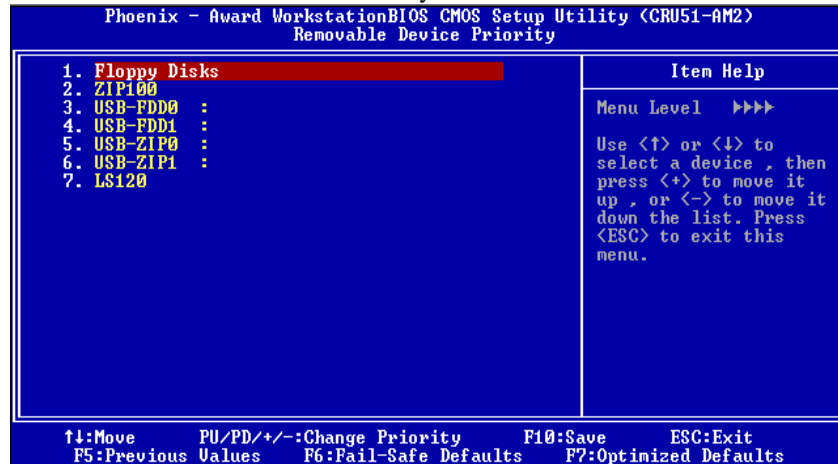 Phoenix - Award WorkstationBIOS CMOS Setup Utility (CRU51-AM2)
Removable Device Priority
1. Floppy Disks
2. ZIP100
3. USB-FDD0 :
4. USB-FDD1 :
5. USB-ZIP0 :
6. USB-ZIP1 :
7. LS120
Item Help
Menu Level ►►►►
Use <↑> or <↓> to
select a device , then
press <+> to move it
up , or <-> to move it
down the list. Press
<ESC> to exit this
menu.
↑↓:Move PU/PD/+/-:Change Priority F10:Save ESC:Exit
F5:Previous Values F6:Fail-Safe Defaults F7:Optimized Defaults